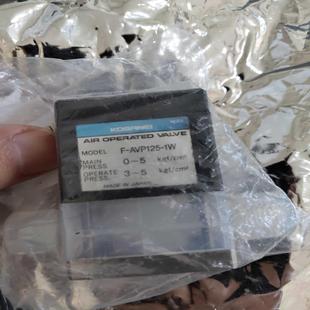 KOGANEI
AIR OPERATED VALVE
MODEL F-AVP125-1W
MAIN PRESS. 0-5 kgf/cm²
OPERATE PRESS. 3-5 kgf/cm²
MADE IN JAPAN